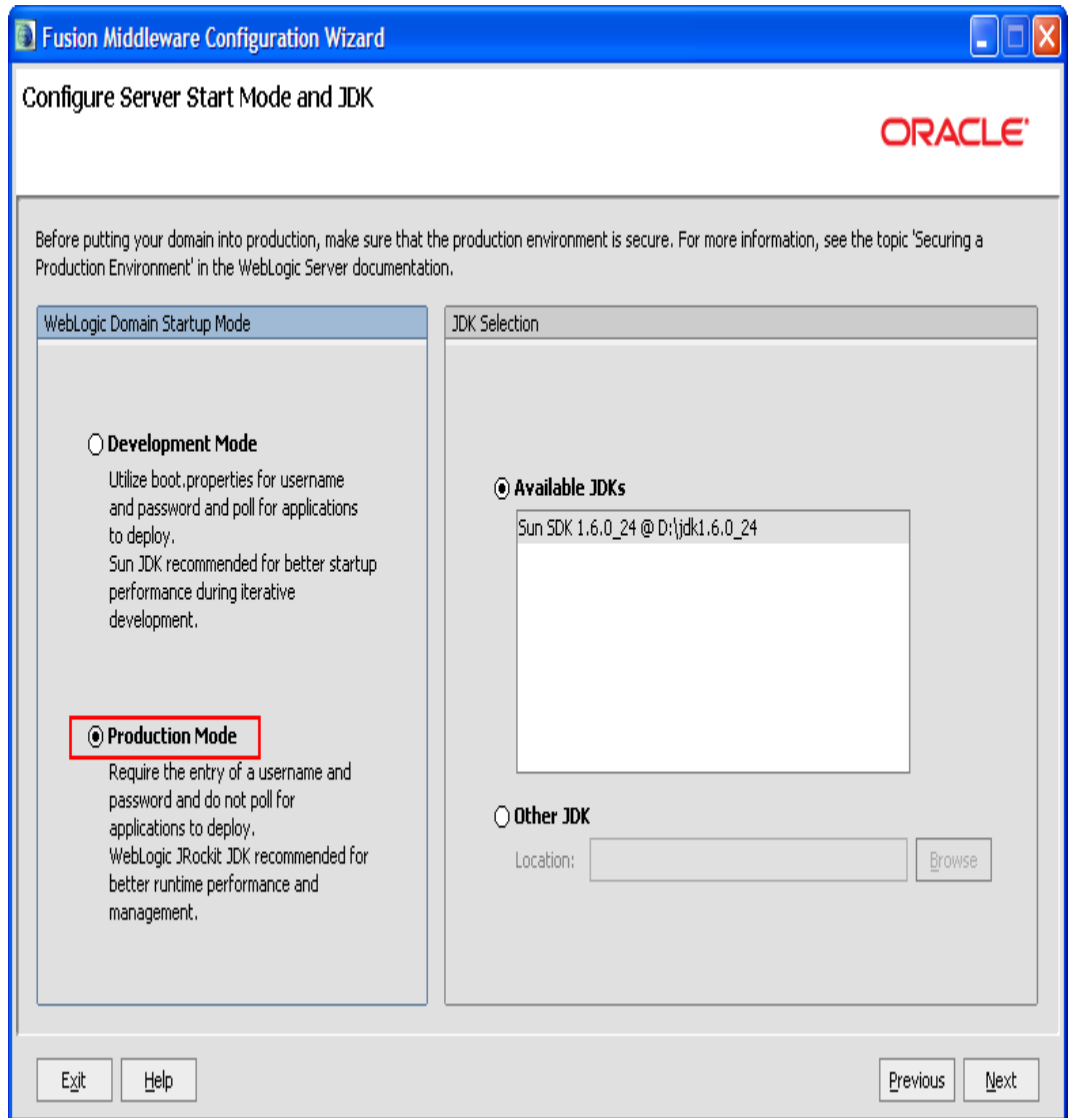 Fusion Middleware Configuration Wizard
Configure Server Start Mode and JDK
ORACLE
Before putting your domain into production, make sure that the production environment is secure. For more information, see the topic 'Securing a
Production Environment' in the WebLogic Server documentation.
WebLogic Domain Startup Mode
Development Mode
Utilize boot.properties for username
and password and poll for applications
to deploy.
Sun JDK recommended for better startup
performance during iterative
development.
Production Mode
Require the entry of a username and
password and do not poll for
applications to deploy.
WebLogic JRockit JDK recommended for
better runtime performance and
management.
JDK Selection
Available JDKs
Sun SDK 1.6.0_24 @ D:\jdk1.6.0_24
Other JDK
Location:
Browse
Exit
Help
Previous
Next